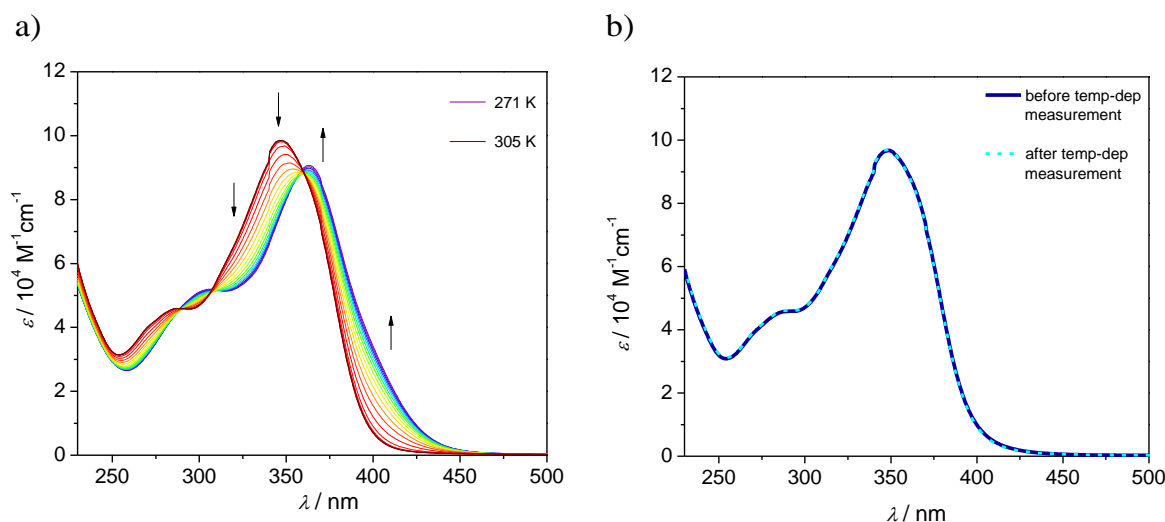 a)
12
10
8
6
4
2
0
ε / 10⁴ M⁻¹cm⁻¹
271 K
305 K
250 300 350 400 450 500
λ / nm
b)
12
10
8
6
4
2
0
ε / 10⁴ M⁻¹cm⁻¹
before temp-dep
measurement
after temp-dep
measurement
250 300 350 400 450 500
λ / nm